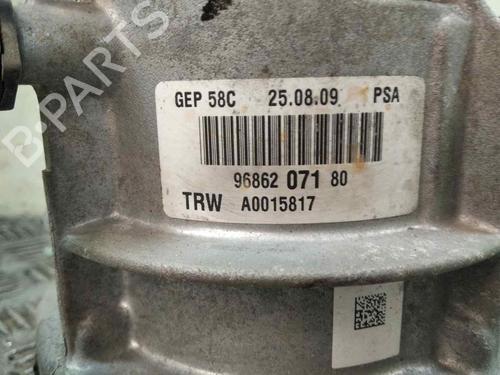 B-PARTS
GEP 58C 25.08.09 PSA
96862 071 80
TRW A0015817